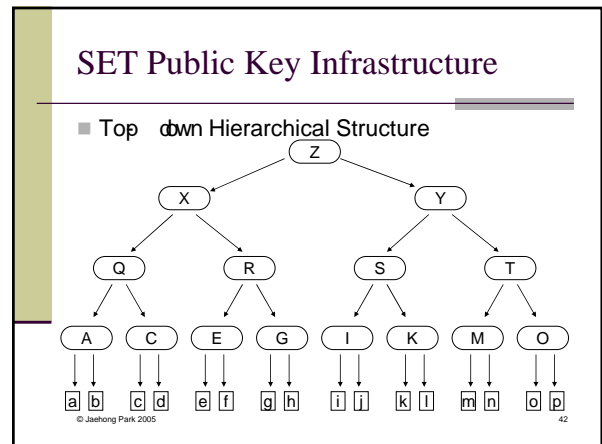 SET Public Key Infrastructure
Top down Hierarchical Structure
Z
X Y
Q R S T
A C E G I K M O
a b c d e f g h i j k l m n o p
© Jaehong Park 2005 42